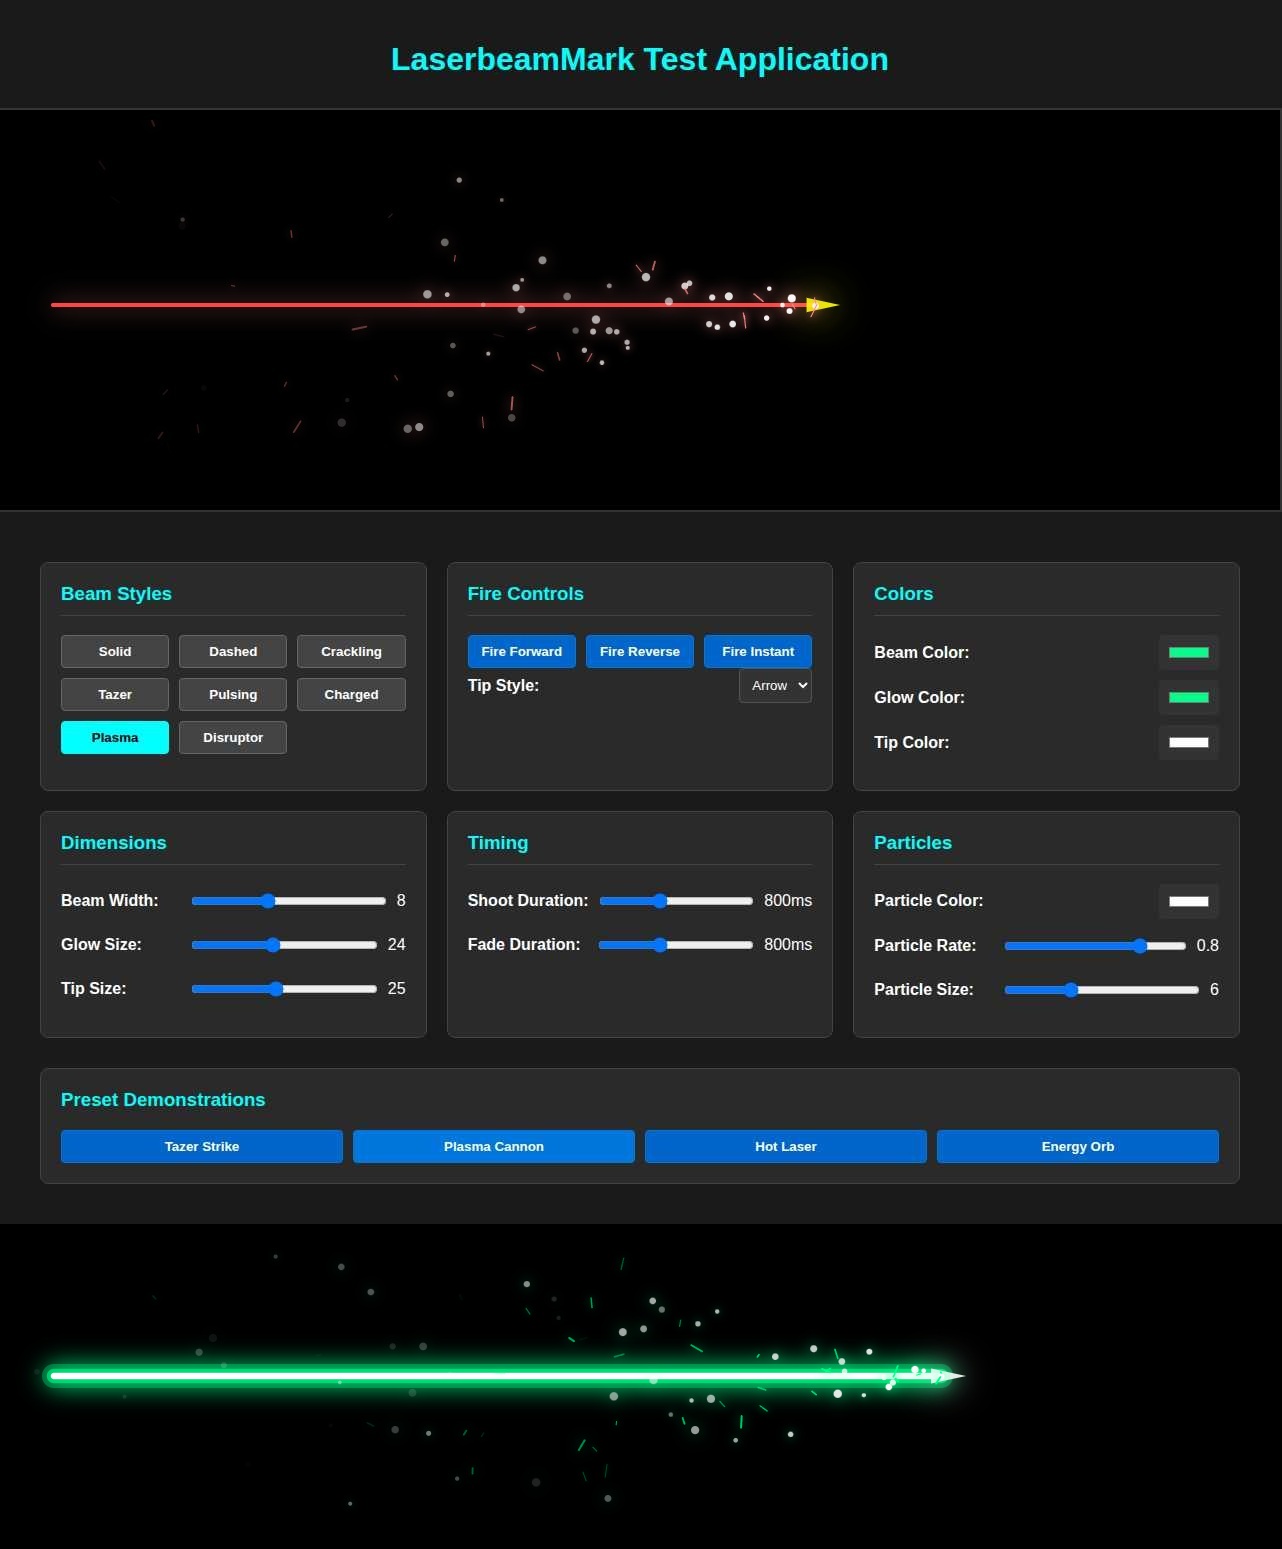 LaserbeamMark Test Application
Beam Styles
Solid Dashed Crackling
Tazer Pulsing Charged
Plasma Disruptor
Fire Controls
Fire Forward Fire Reverse Fire Instant
Tip Style: Arrow
Colors
Beam Color:
Glow Color:
Tip Color:
Dimensions
Beam Width: 8
Glow Size: 24
Tip Size: 25
Timing
Shoot Duration: 800ms
Fade Duration: 800ms
Particles
Particle Color:
Particle Rate: 0.8
Particle Size: 6
Preset Demonstrations
Tazer Strike Plasma Cannon Hot Laser Energy Orb